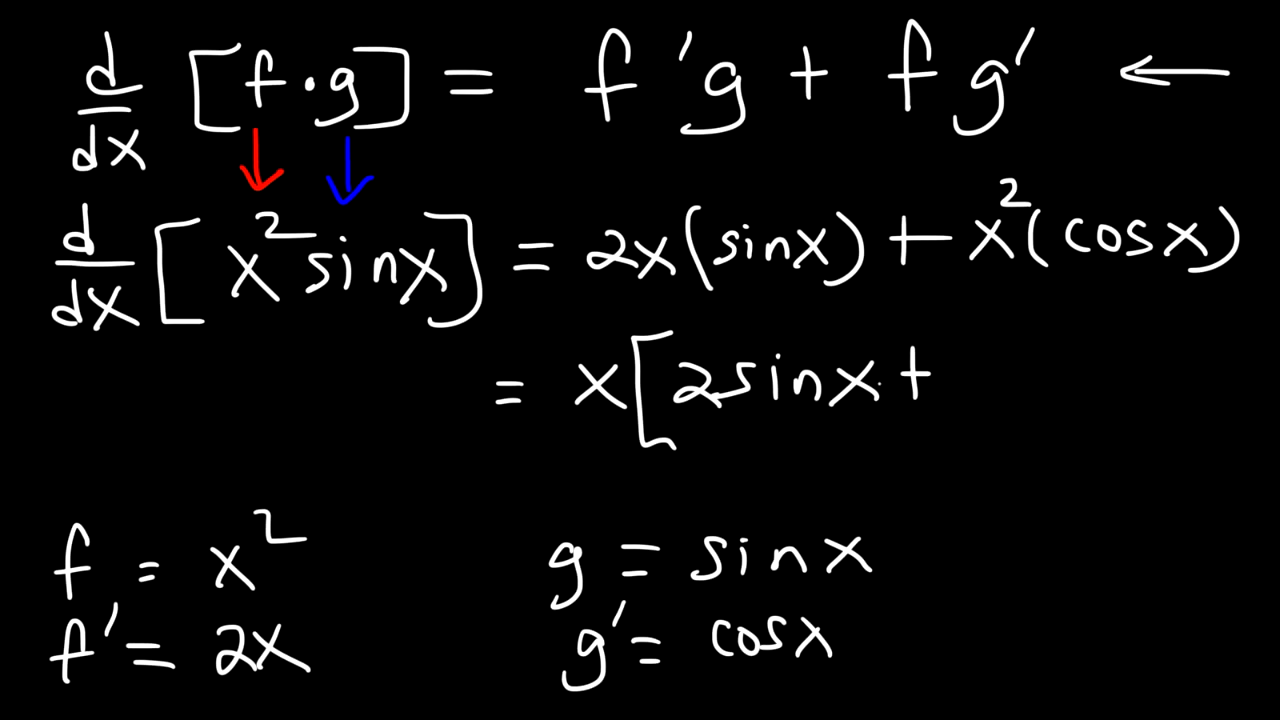 d/dx [f·g] = f'g + fg' ←
d/dx [x² sinx] = 2x(sinx) + x²(cosx)
= x[2sinx +
f = x² g = sinx
f' = 2x g' = cosx